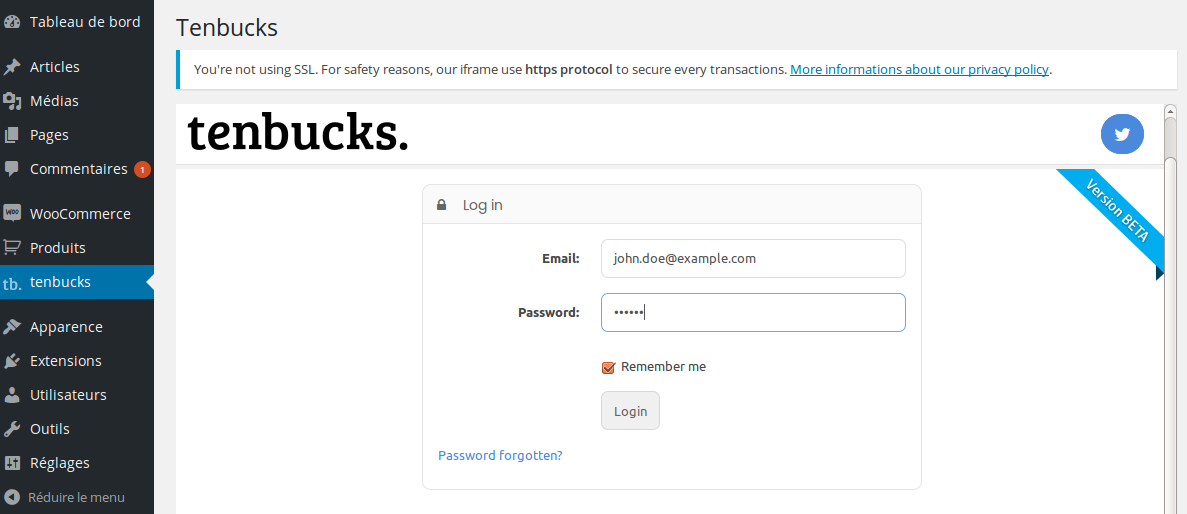 Tableau de bord
Articles
Médias
Pages
Commentaires 1
WooCommerce
Produits
tb. tenbucks
Apparence
Extensions
Utilisateurs
Outils
Réglages
Réduire le menu
Tenbucks
You're not using SSL. For safety reasons, our iframe use https protocol to secure every transactions. More informations about our privacy policy.
tenbucks.
Version BETA
Log in
Email: john.doe@example.com
Password: ••••••
Remember me
Login
Password forgotten?